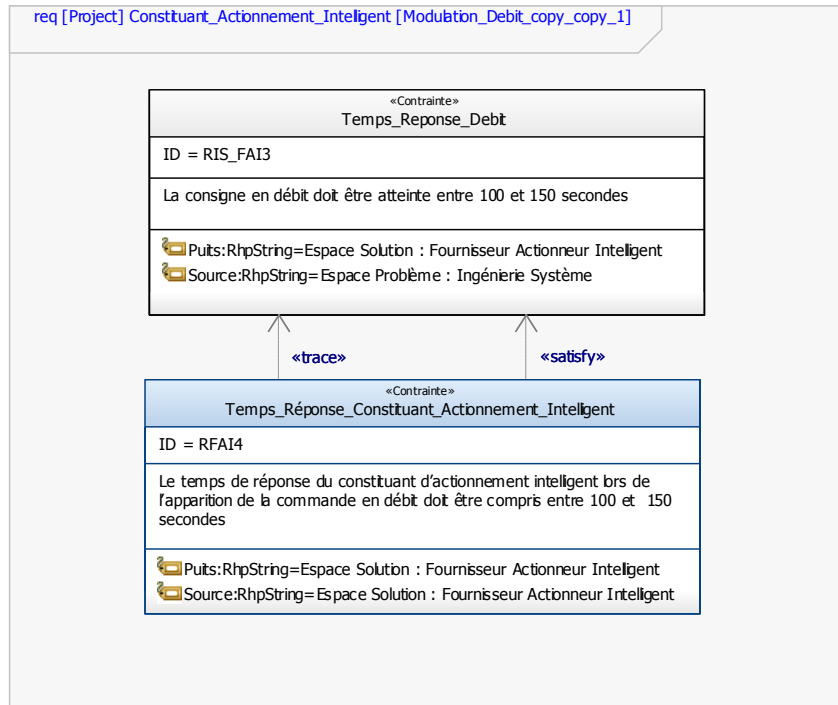 req [Project] Constituant_Actionnement_Intelligent [Modulation_Debit_copy_copy_1]
«Contrainte»
Temps_Reponse_Debit
ID = RIS_FAI3
La consigne en débit doit être atteinte entre 100 et 150 secondes
Puits:RhpString=Espace Solution : Fournisseur Actionneur Intelligent
Source:RhpString=Espace Problème : Ingénierie Système
«trace»
«satisfy»
«Contrainte»
Temps_Réponse_Constituant_Actionnement_Intelligent
ID = RFAI4
Le temps de réponse du constituant d'actionnement intelligent lors de
l'apparition de la commande en débit doit être compris entre 100 et 150
secondes
Puits:RhpString=Espace Solution : Fournisseur Actionneur Intelligent
Source:RhpString=Espace Solution : Fournisseur Actionneur Intelligent